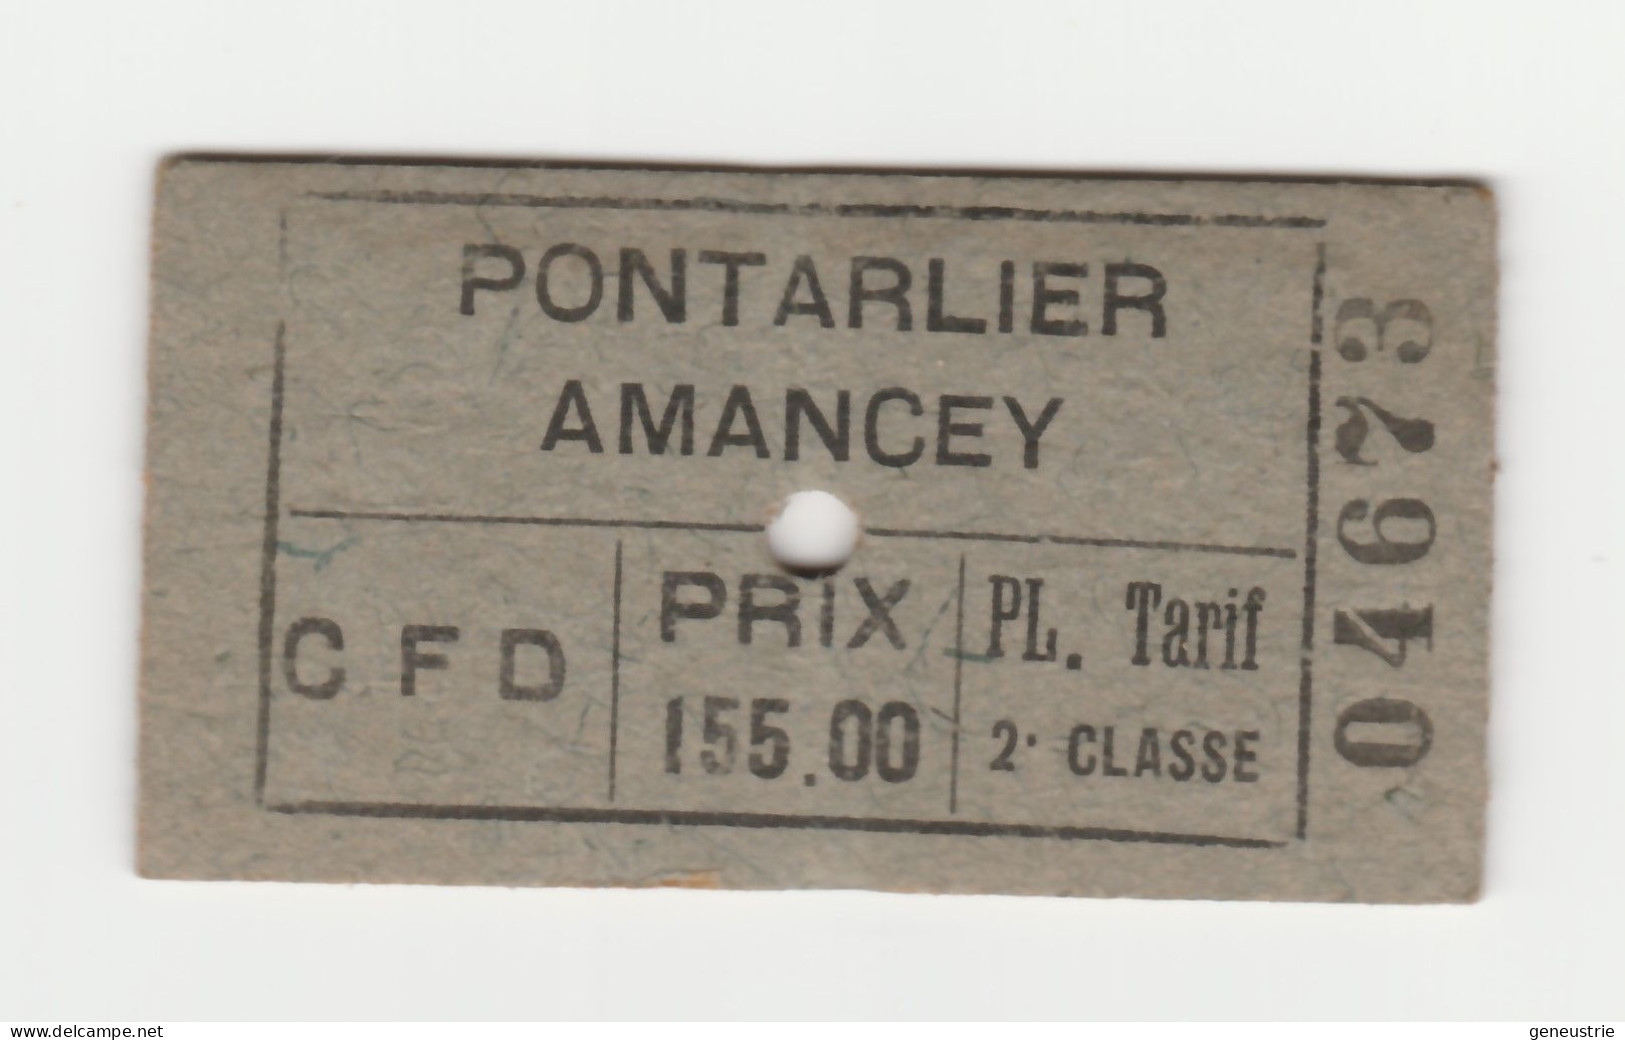 PONTARLIER
AMANCEY
C F D
PRIX
155.00
PL. Tarif
2e CLASSE
04673
www.delcampe.net
geneustrie